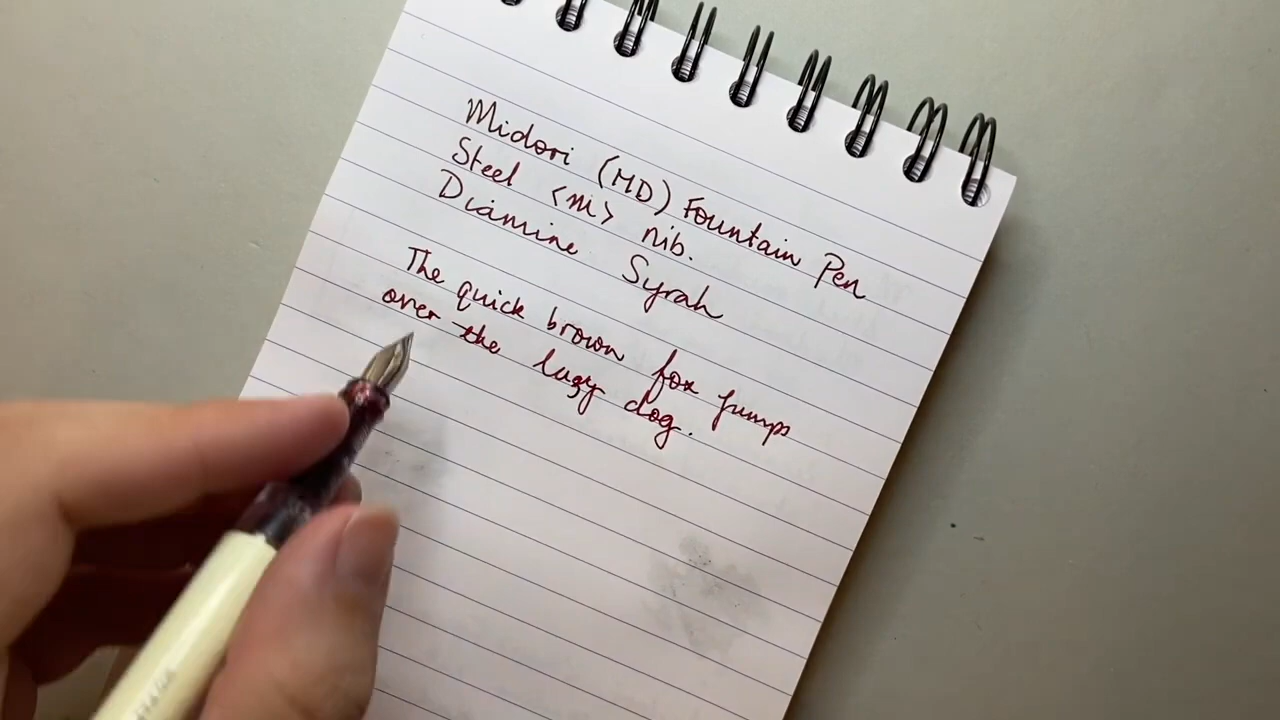 Midori (MD) Fountain Pen
Steel <m> nib.
Diamine Syrah
The quick brown fox jumps
over the lazy dog.